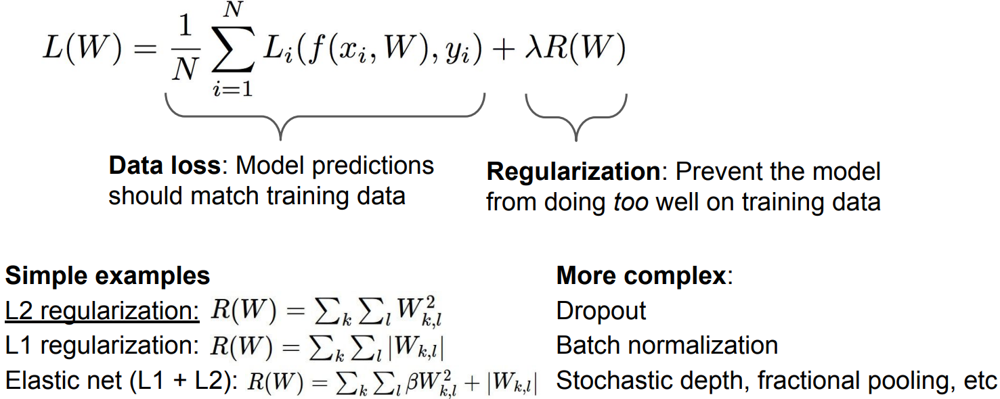 L(W) = \frac{1}{N} \sum_{i=1}^{N} L_i(f(x_i, W), y_i) + λR(W)
Data loss: Model predictions
should match training data
Regularization: Prevent the model
from doing too well on training data
Simple examples
L2 regularization: R(W) = \sum_k \sum_l W_{k,l}^2
L1 regularization: R(W) = \sum_k \sum_l |W_{k,l}|
Elastic net (L1 + L2): R(W) = \sum_k \sum_l βW_{k,l}^2 + |W_{k,l}|
More complex:
Dropout
Batch normalization
Stochastic depth, fractional pooling, etc